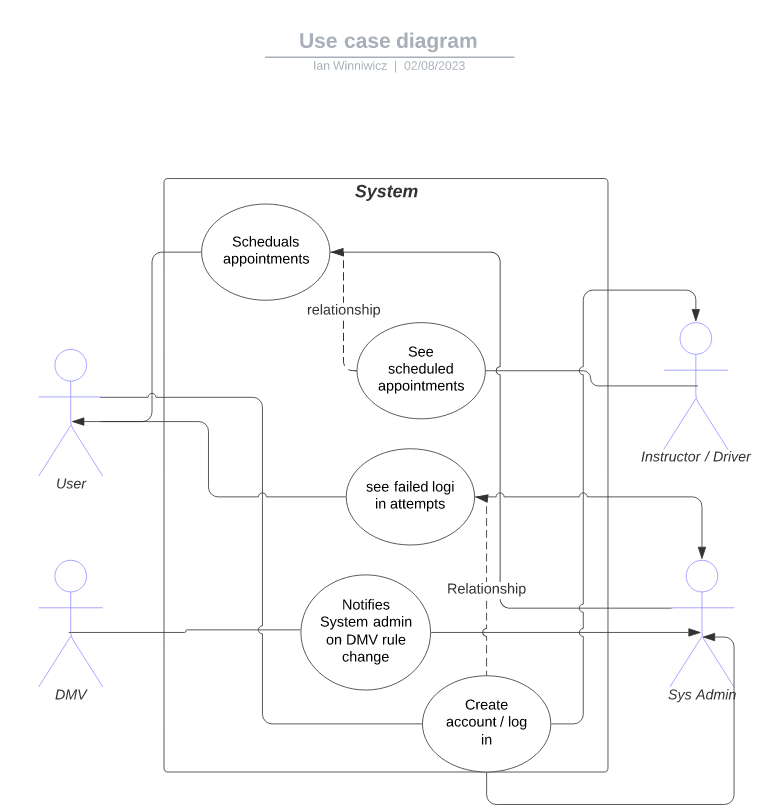 Use case diagram
Ian Winniwicz | 02/08/2023
System
Scheduals
appointments
relationship
See
scheduled
appointments
Instructor / Driver
User
see failed logi
in attempts
Relationship
Notifies
System admin
on DMV rule
change
DMV
Sys Admin
Create
account / log
in